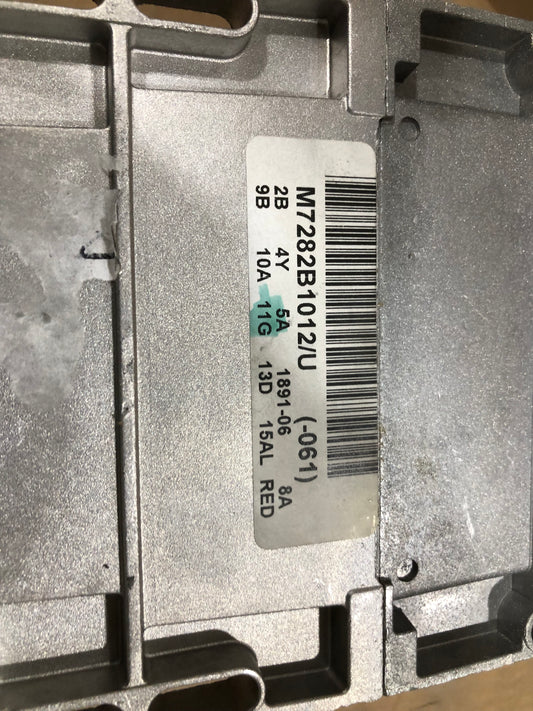 M7282B1012/U (-061)
2B 4Y 5A 1891-06 8A
9B 10A 11G 13D 15AL RED